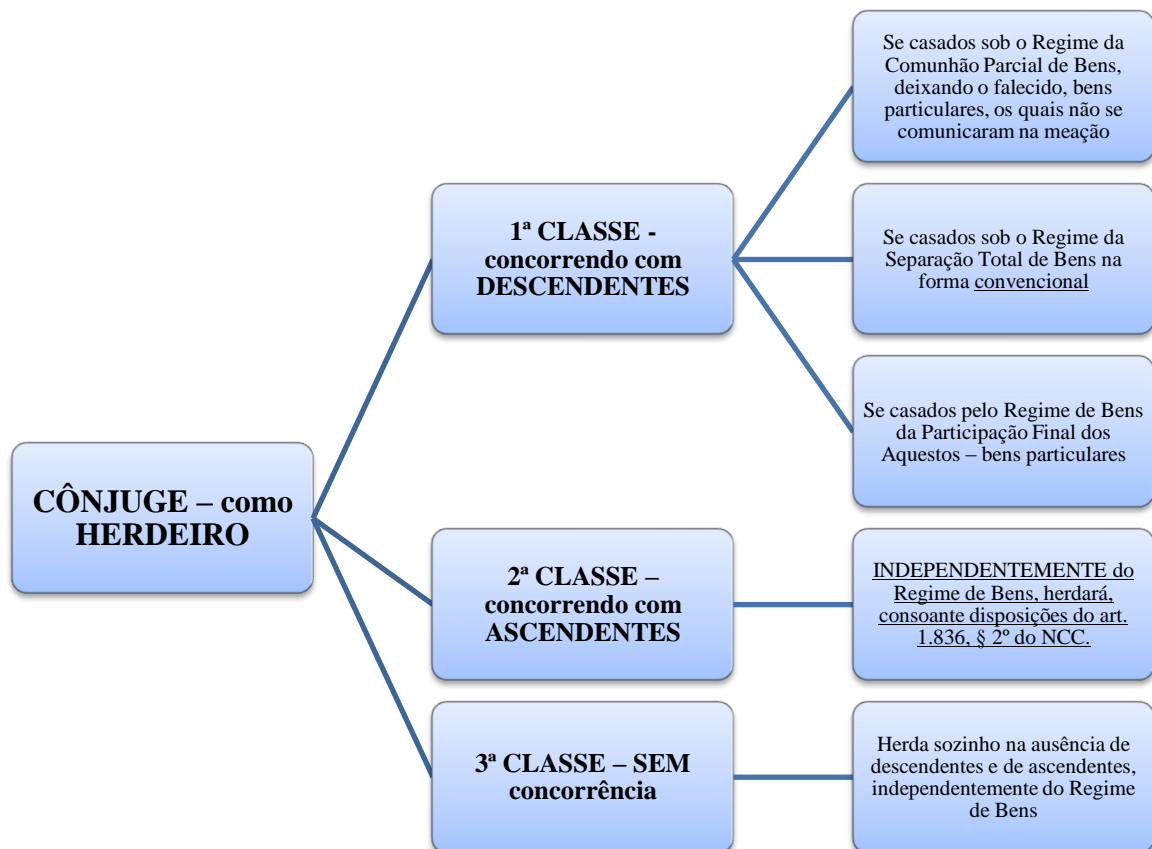 CÔNJUGE – como
HERDEIRO
1ª CLASSE -
concorrendo com
DESCENDENTES
Se casados sob o Regime da
Comunhão Parcial de Bens,
deixando o falecido, bens
particulares, os quais não se
comunicaram na meação
Se casados sob o Regime da
Separação Total de Bens na
forma convencional
Se casados pelo Regime de Bens
da Participação Final dos
Aquestos – bens particulares
2ª CLASSE –
concorrendo com
ASCENDENTES
INDEPENDENTEMENTE do
Regime de Bens, herdará,
consoante disposições do art.
1.836, § 2º do NCC.
3ª CLASSE – SEM
concorrência
Herda sozinho na ausência de
descendentes e de ascendentes,
independentemente do Regime
de Bens